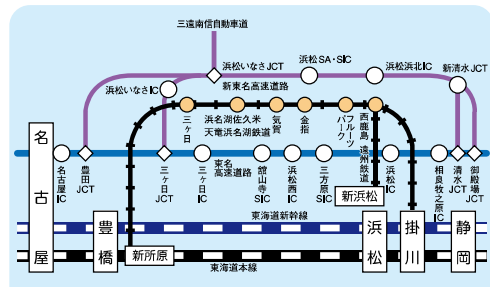 三遠南信自動車道
浜松いなさJCT
浜松SA・SIC
浜松浜北IC
新清水JCT
浜松いなさIC
新東名高速道路
三ヶ日
浜名湖佐久米
気賀
金指
フルーツパーク
西鹿島
天竜浜名湖鉄道
遠州鉄道
名古屋
名古屋IC
豊田JCT
三ヶ日JCT
三ヶ日IC
東名高速道路
舘山寺SIC
浜松西IC
三方原SIC
浜松IC
相良牧之原IC
清水JCT
御殿場JCT
新浜松
東海道新幹線
豊橋
新所原
浜松
掛川
静岡
東海道本線